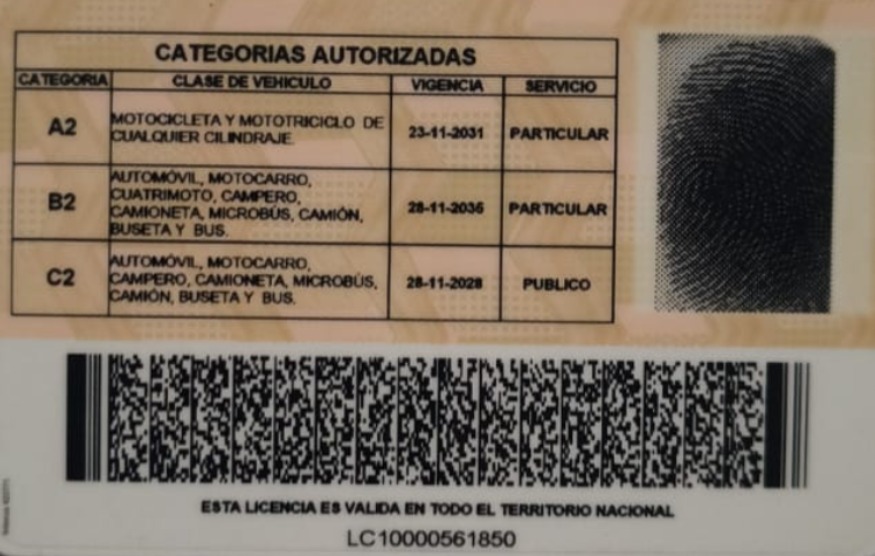 CATEGORIAS AUTORIZADAS
CATEGORIA CLASE DE VEHICULO VIGENCIA SERVICIO
A2 MOTOCICLETA Y MOTOTRICICLO DE CUALQUIER CILINDRAJE 23-11-2031 PARTICULAR
B2 AUTOMÓVIL, MOTOCARRO, CUATRIMOTO, CAMPERO, CAMIONETA, MICROBÚS, CAMIÓN, BUSETA Y BUS. 28-11-2035 PARTICULAR
C2 AUTOMÓVIL, MOTOCARRO, CAMPERO, CAMIONETA, MICROBÚS, CAMIÓN, BUSETA Y BUS. 28-11-2028 PUBLICO
ESTA LICENCIA ES VALIDA EN TODO EL TERRITORIO NACIONAL
LC10000561850